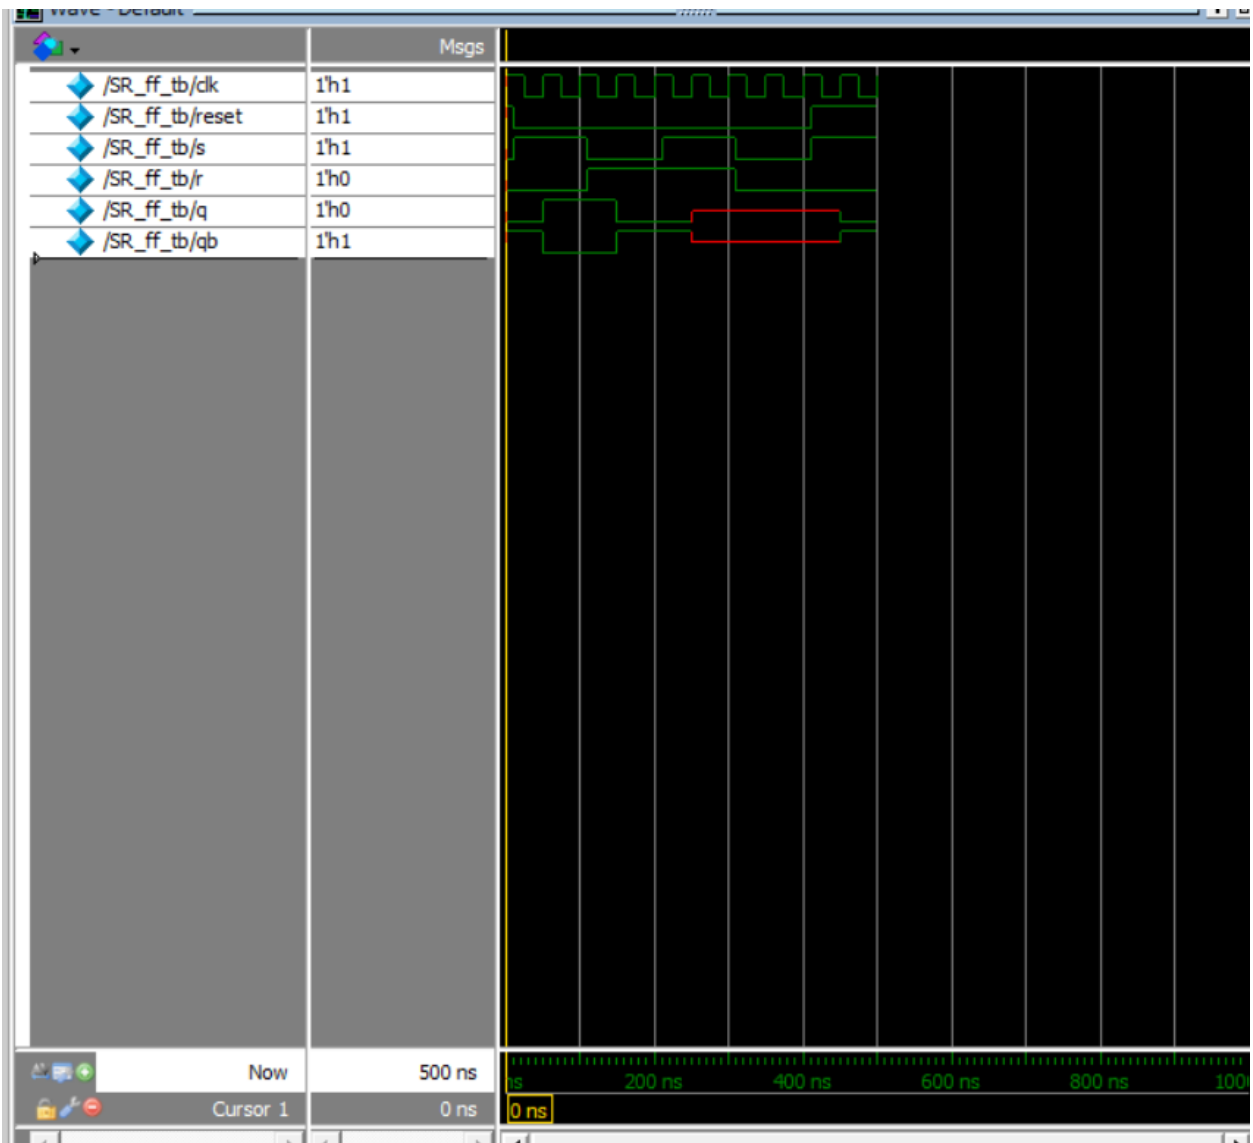 Wave - Default
Msgs
/SR_ff_tb/clk 1'h1
/SR_ff_tb/reset 1'h1
/SR_ff_tb/s 1'h1
/SR_ff_tb/r 1'h0
/SR_ff_tb/q 1'h0
/SR_ff_tb/qb 1'h1
Now 500 ns ns 200 ns 400 ns 600 ns 800 ns
Cursor 1 0 ns 0 ns